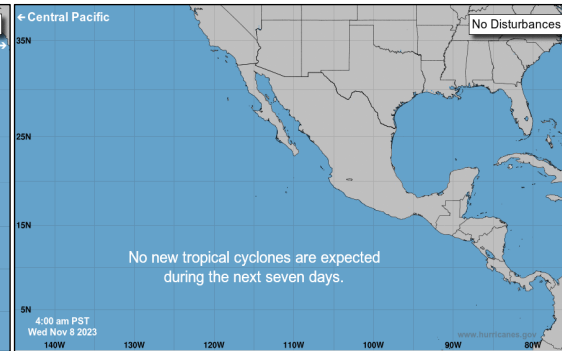 ← Central Pacific
No Disturbances
35N
25N
15N
No new tropical cyclones are expected
during the next seven days.
5N
4:00 am PST
Wed Nov 8 2023
www.hurricanes.gov
140W 130W 120W 110W 100W 90W 80W